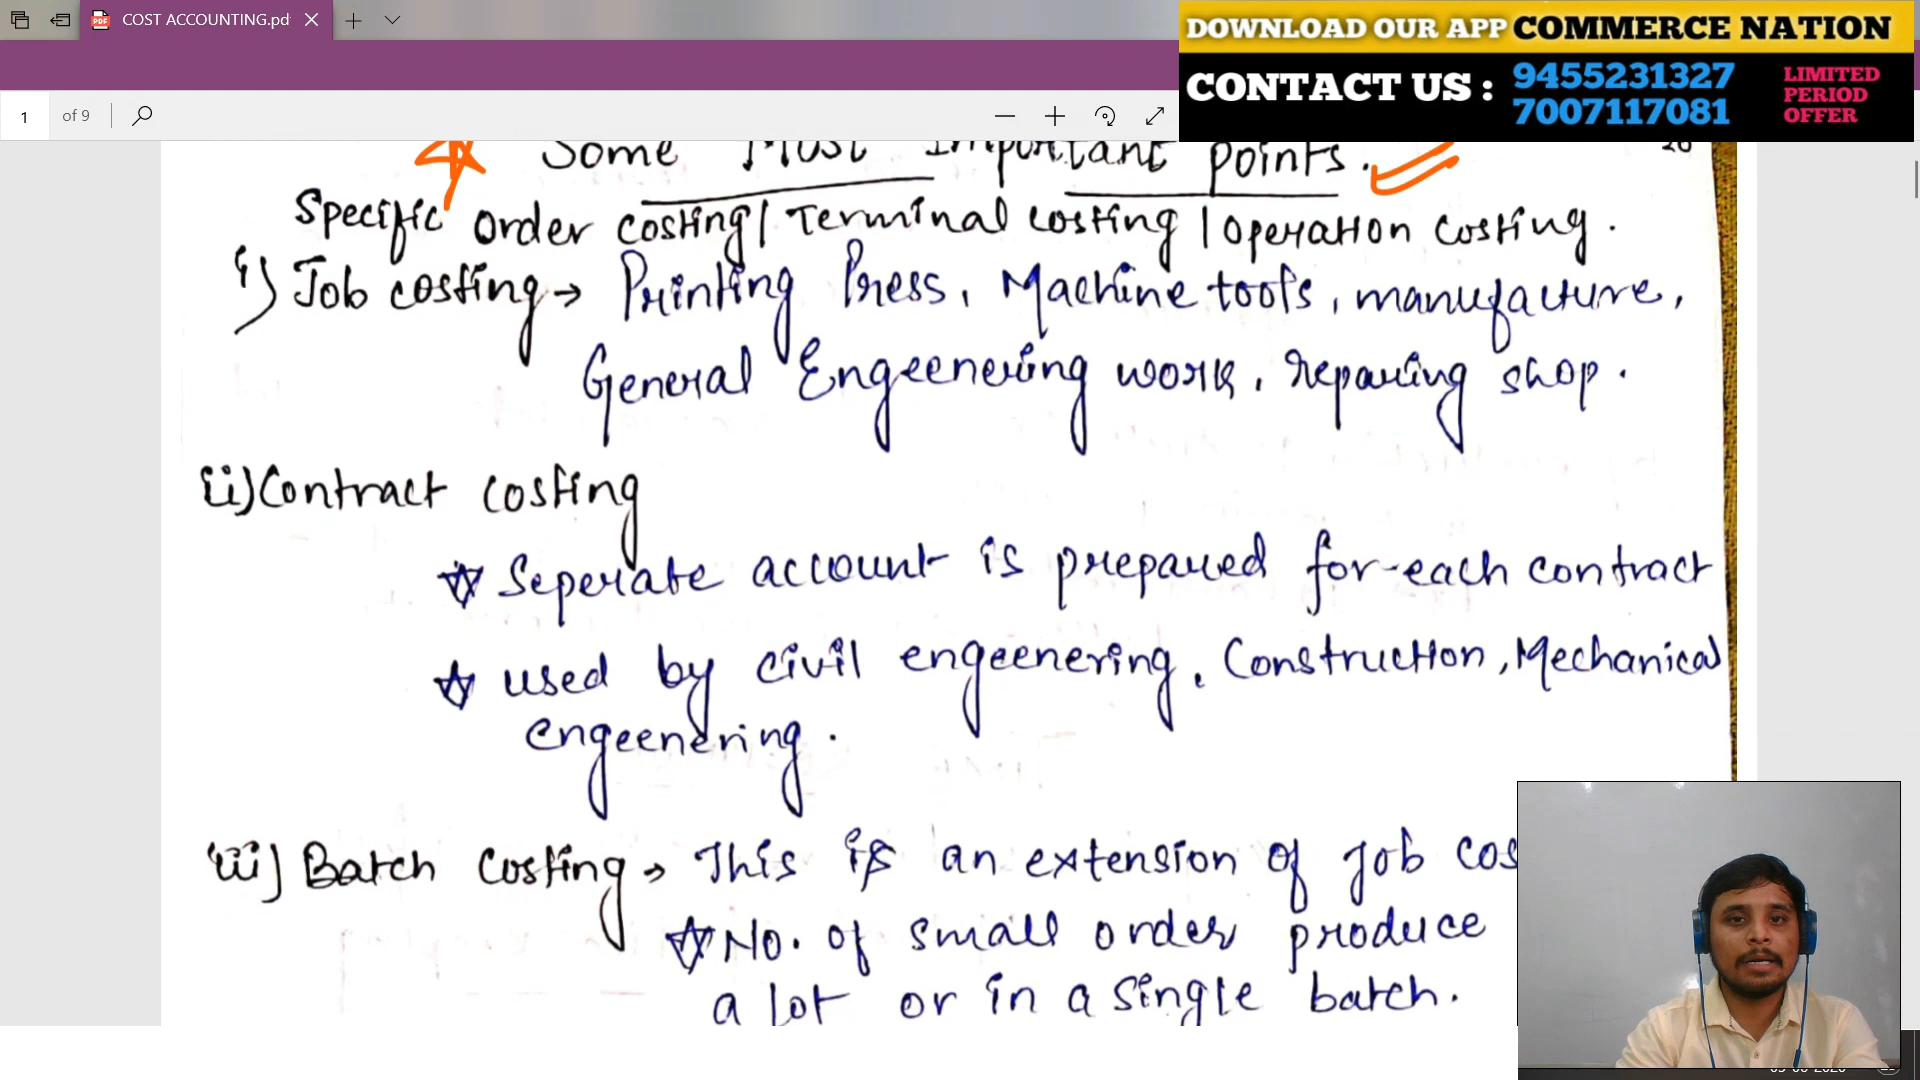 COST ACCOUNTING.pd
DOWNLOAD OUR APP COMMERCE NATION
CONTACT US : 9455231327
7007117081
LIMITED
PERIOD
OFFER
1 of 9
Some Most Important Points.
Specific order costing/ Terminal costing / Operation costing.
i) Job costing → Printing Press, Machine tools, manufacture,
General Engeenering work, repairing shop.
ii) Contract costing
Seperate account is prepared for each contract
used by civil engeenering, Construction, Mechanical
engeenering.
iii) Batch Costing → This is an extension of Job cos
No. of small order produce
a lot or in a single batch.